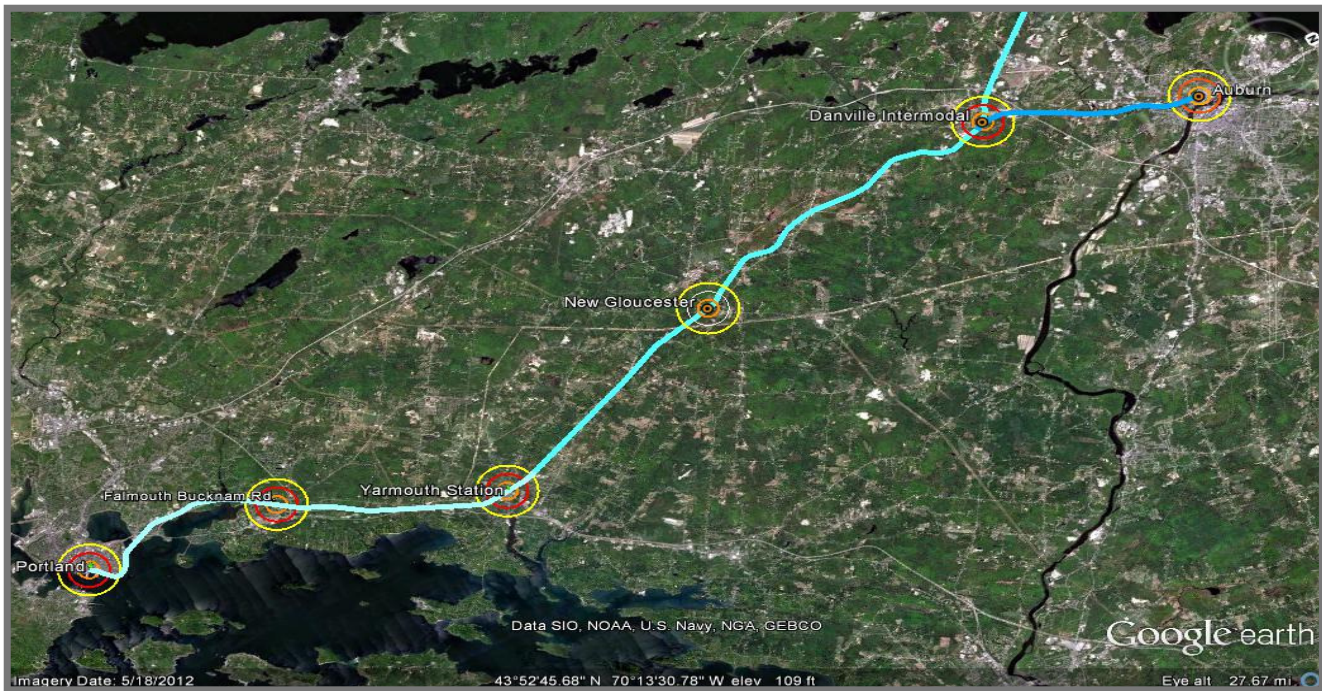 N
Auburn
Danville Intermodal
New Gloucester
Yarmouth Station
Falmouth Bucknam Rd
Portland
Data SIO, NOAA, U.S. Navy, NGA, GEBCO
Google earth
Imagery Date: 5/18/2012
43°52'45.68" N 70°13'30.78" W elev 109 ft
Eye alt 27.67 mi